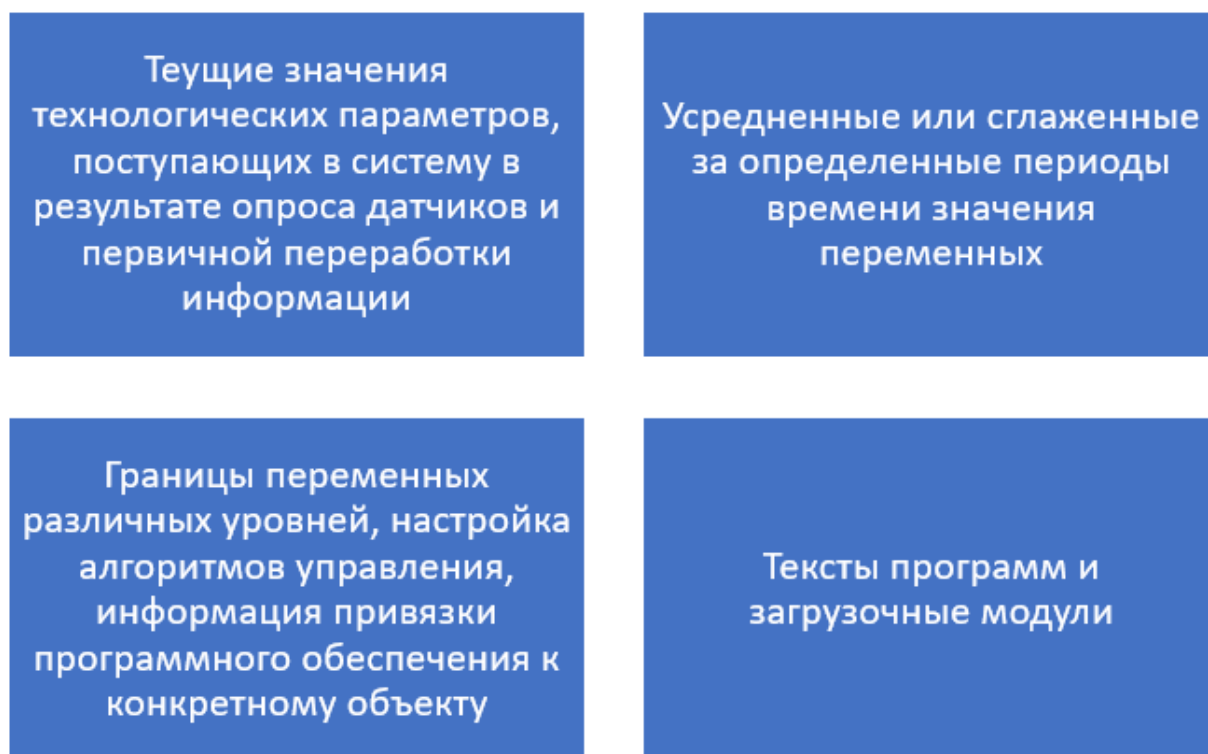 Теущие значения
технологических параметров,
поступающих в систему в
результате опроса датчиков и
первичной переработки
информации
Усредненные или сглаженные
за определенные периоды
времени значения
переменных
Границы переменных
различных уровней, настройка
алгоритмов управления,
информация привязки
программного обеспечения к
конкретному объекту
Тексты программ и
загрузочные модули